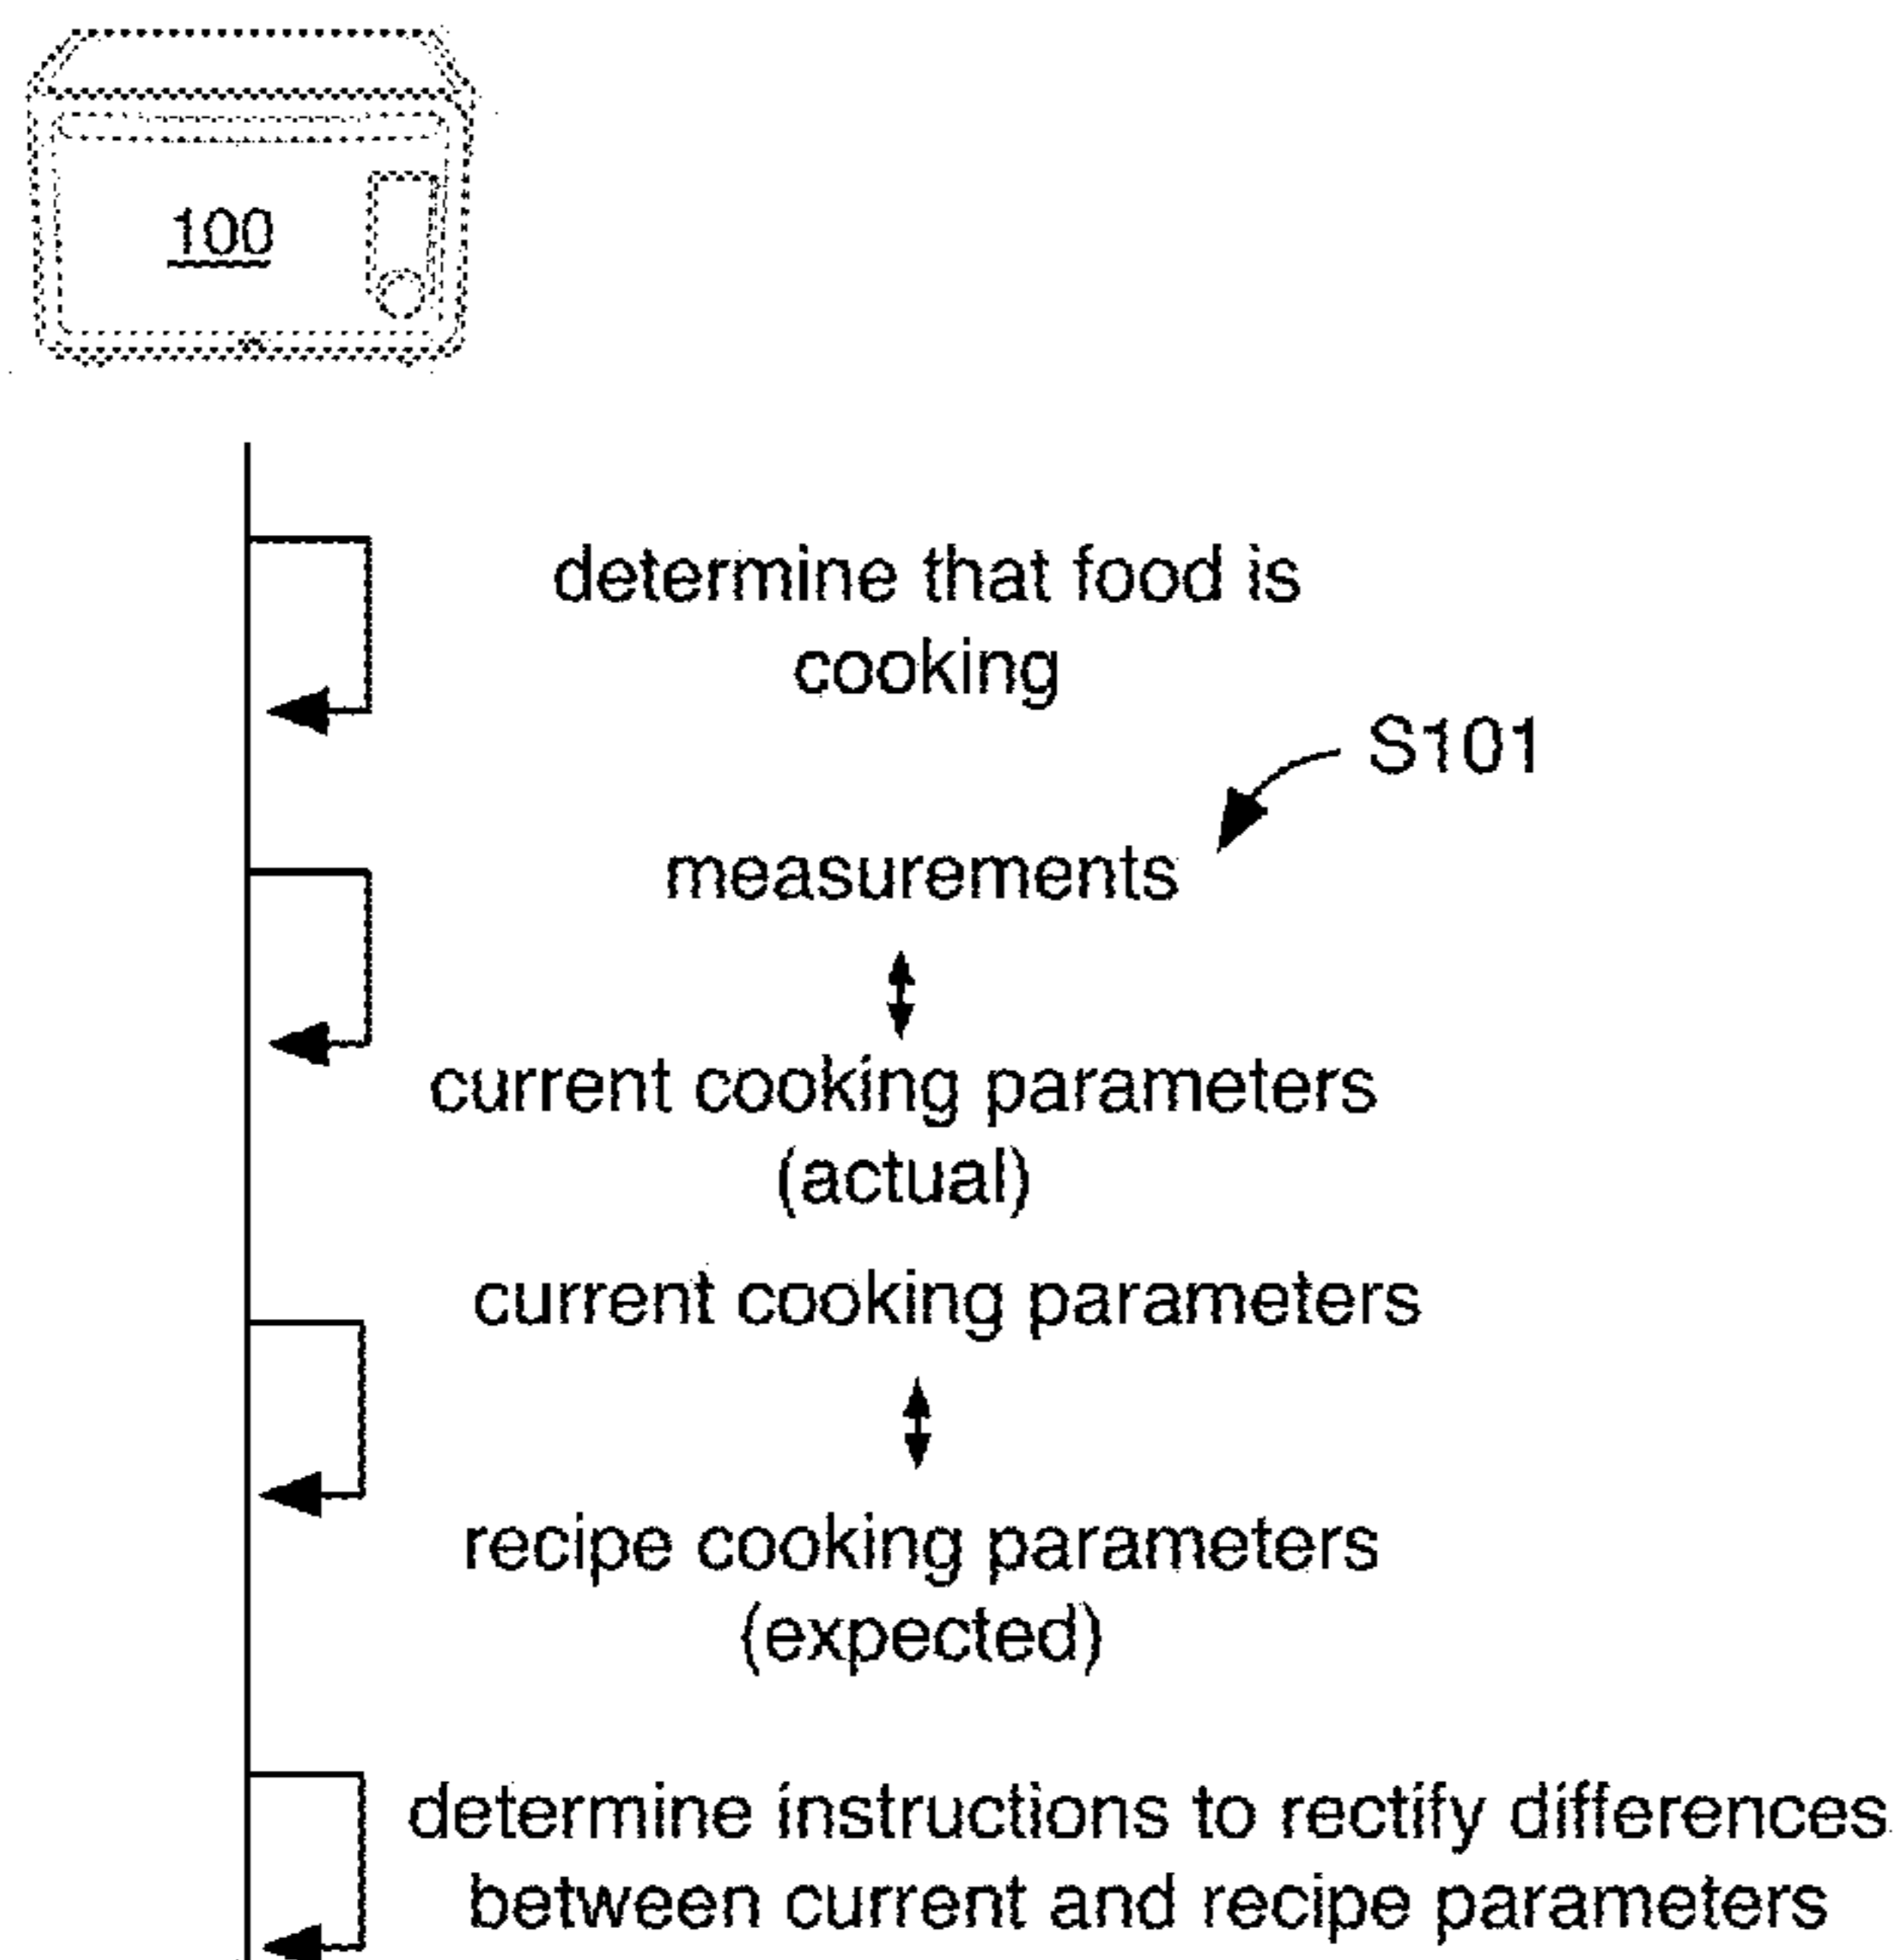 100
determine that food is
cooking
S101
measurements
current cooking parameters
(actual)
current cooking parameters
recipe cooking parameters
(expected)
determine instructions to rectify differences
between current and recipe parameters